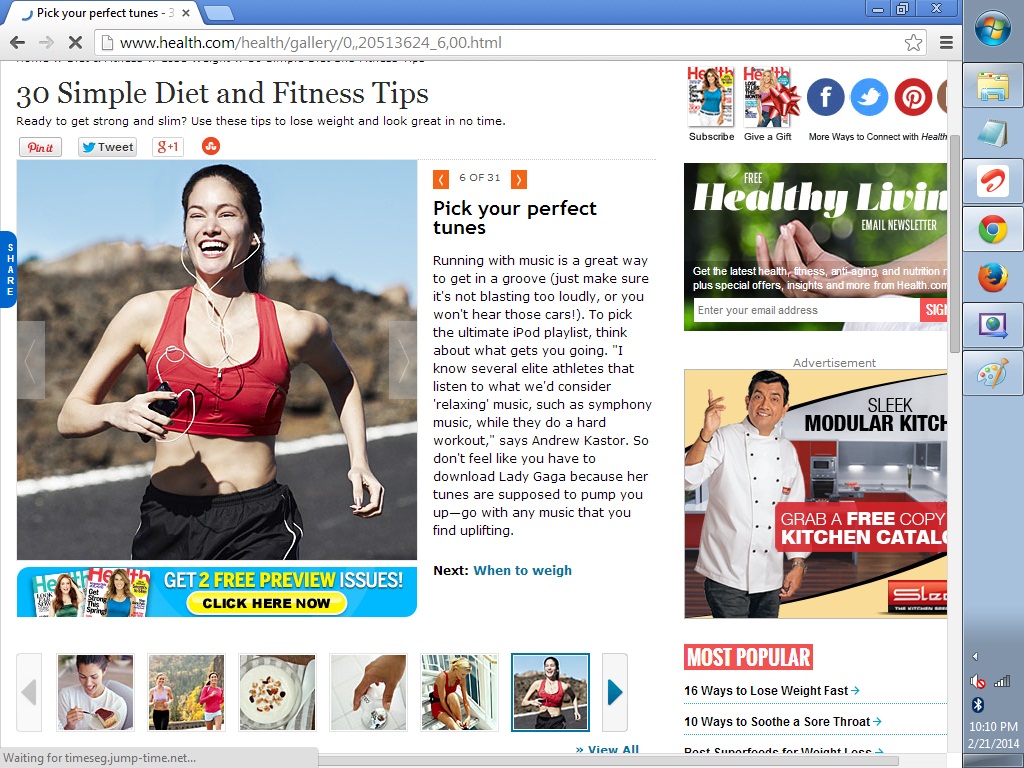 Pick your perfect tunes - 3
www.health.com/health/gallery/0,,20513624_6,00.html
30 Simple Diet and Fitness Tips
Ready to get strong and slim? Use these tips to lose weight and look great in no time.
Pin it
Tweet
g+1
SHARE
6 OF 31
Pick your perfect
tunes
Running with music is a great way
to get in a groove (just make sure
it's not blasting too loudly, or you
won't hear those cars!). To pick
the ultimate iPod playlist, think
about what gets you going. "I
know several elite athletes that
listen to what we'd consider
'relaxing' music, such as symphony
music, while they do a hard
workout," says Andrew Kastor. So
don't feel like you have to
download Lady Gaga because her
tunes are supposed to pump you
up—go with any music that you
find uplifting.
Next: When to weigh
Health Health
GET 2 FREE PREVIEW ISSUES!
CLICK HERE NOW
» View All
Waiting for timeseg.jump-time.net...
Health Health
Subscribe Give a Gift More Ways to Connect with Health
FREE
Healthy Livin
EMAIL NEWSLETTER
Get the latest health, fitness, anti-aging, and nutrition n
plus special offers, insights and more from Health.com
Enter your email address
SIGN
Advertisement
SLEEK
MODULAR KITCH
GRAB A FREE COPY
KITCHEN CATALO
Slee
THE KITCHEN SPE
MOST POPULAR
16 Ways to Lose Weight Fast
10 Ways to Soothe a Sore Throat
Best Superfoods for Weight Loss
10:10 PM
2/21/2014